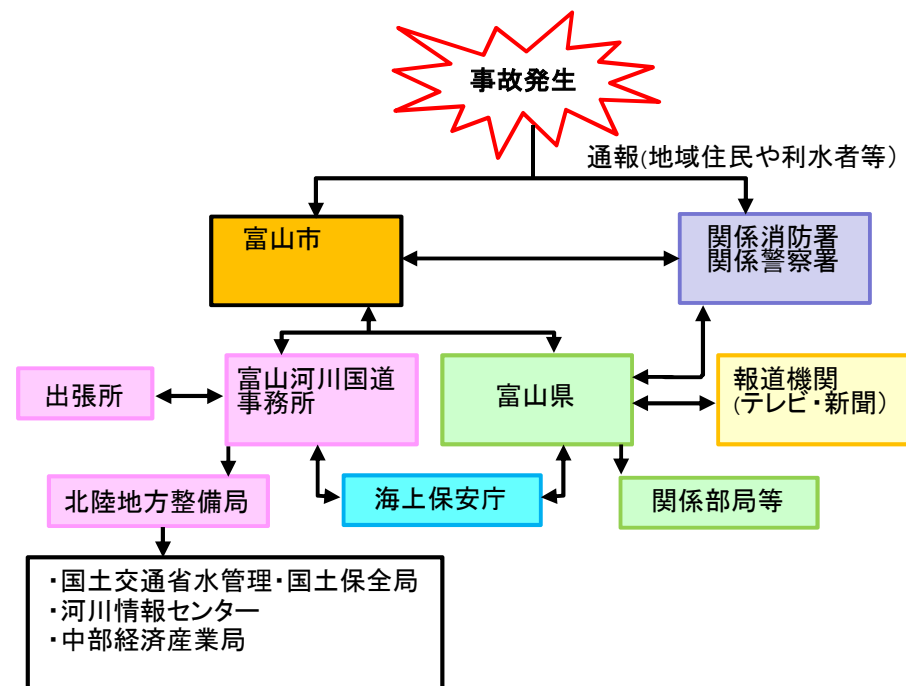 事故発生
通報(地域住民や利水者等)
富山市
関係消防署
関係警察署
富山河川国道
事務所
出張所
富山県
報道機関
(テレビ・新聞)
北陸地方整備局
海上保安庁
関係部局等
・国土交通省水管理・国土保全局
・河川情報センター
・中部経済産業局